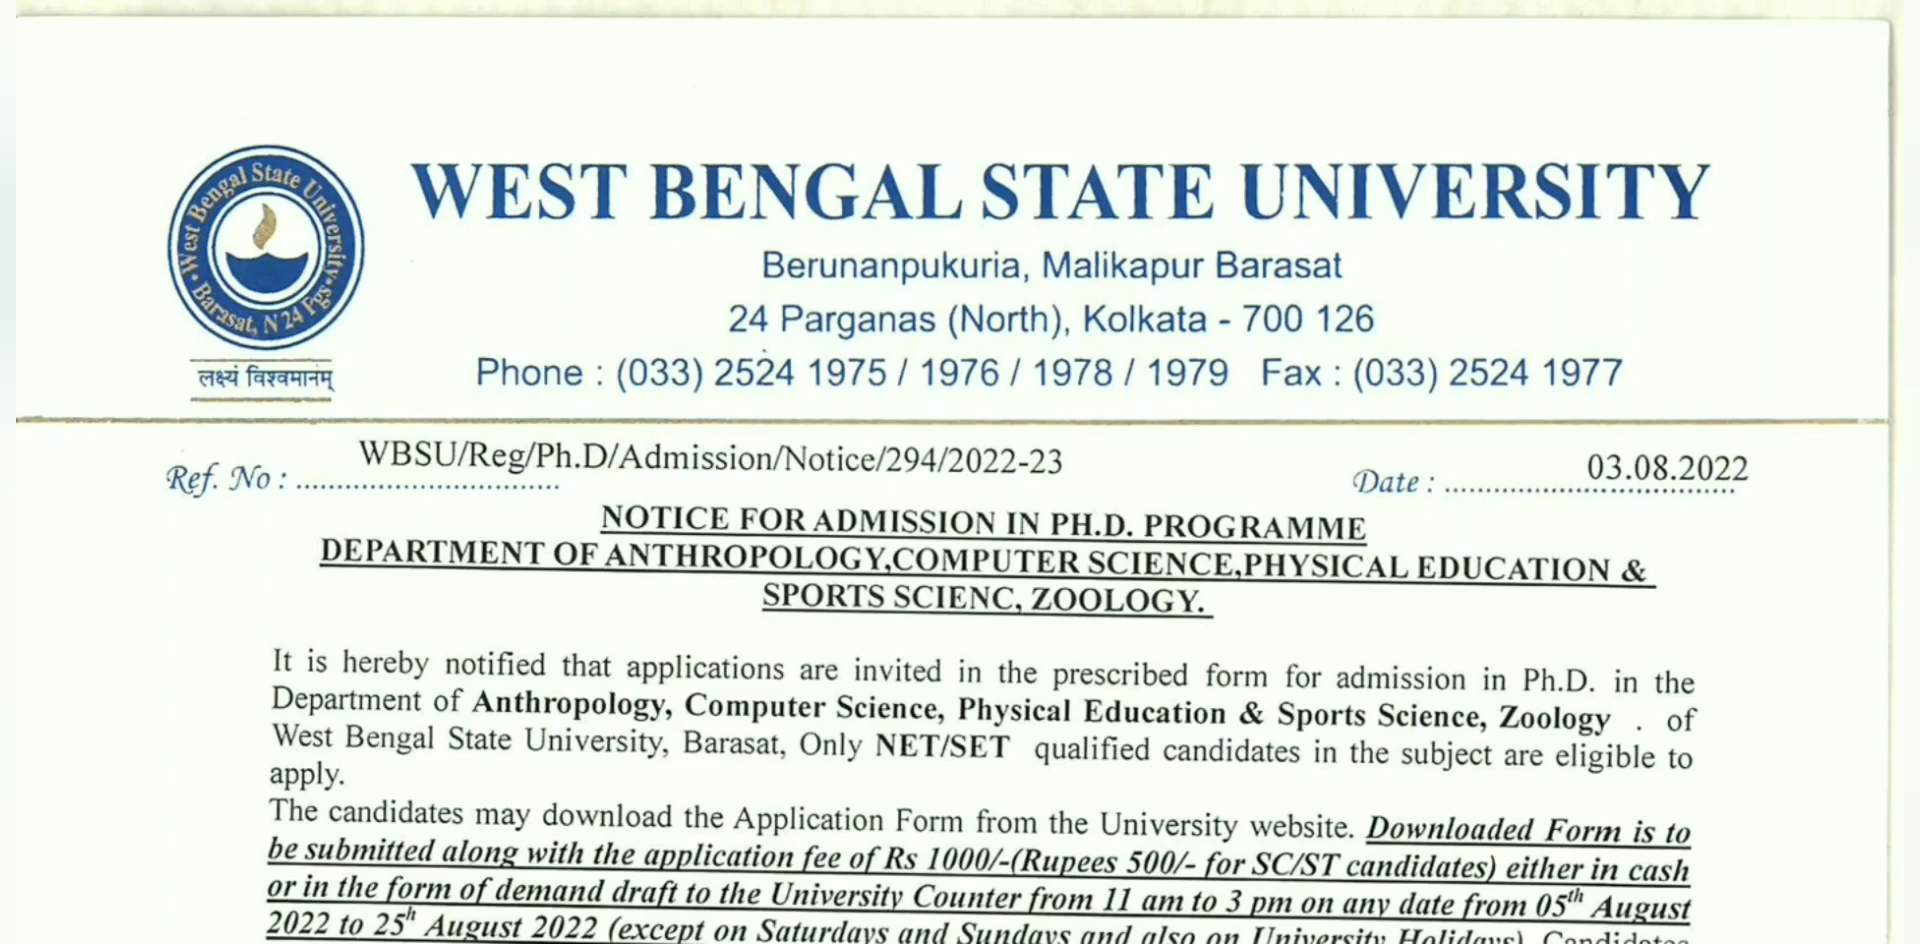 West Bengal State University
Barasat, N 24 Pgs
लक्ष्यं विश्वमानम्
WEST BENGAL STATE UNIVERSITY
Berunanpukuria, Malikapur Barasat
24 Parganas (North), Kolkata - 700 126
Phone : (033) 2524 1975 / 1976 / 1978 / 1979 Fax : (033) 2524 1977
Ref. No : WBSU/Reg/Ph.D/Admission/Notice/294/2022-23 Date : 03.08.2022
NOTICE FOR ADMISSION IN PH.D. PROGRAMME
DEPARTMENT OF ANTHROPOLOGY,COMPUTER SCIENCE,PHYSICAL EDUCATION &
SPORTS SCIENC, ZOOLOGY.
It is hereby notified that applications are invited in the prescribed form for admission in Ph.D. in the
Department of Anthropology, Computer Science, Physical Education & Sports Science, Zoology . of
West Bengal State University, Barasat, Only NET/SET qualified candidates in the subject are eligible to
apply.
The candidates may download the Application Form from the University website. Downloaded Form is to
be submitted along with the application fee of Rs 1000/-(Rupees 500/- for SC/ST candidates) either in cash
or in the form of demand draft to the University Counter from 11 am to 3 pm on any date from 05th August
2022 to 25h August 2022 (except on Saturdays and Sundays and also on University Holidays). Candidates